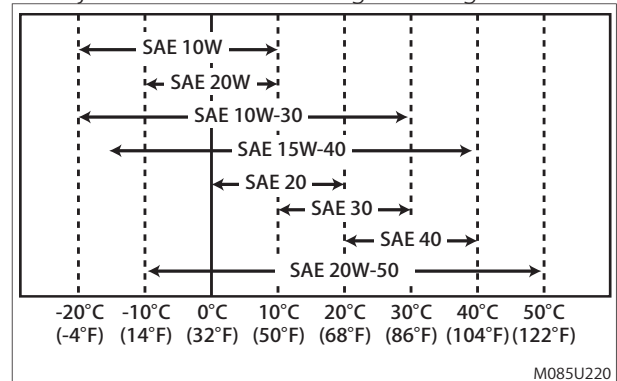 SAE 10W
SAE 20W
SAE 10W-30
SAE 15W-40
SAE 20
SAE 30
SAE 40
SAE 20W-50
-20°C -10°C 0°C 10°C 20°C 30°C 40°C 50°C
(-4°F) (14°F) (32°F) (50°F) (68°F) (86°F) (104°F) (122°F)
M085U220